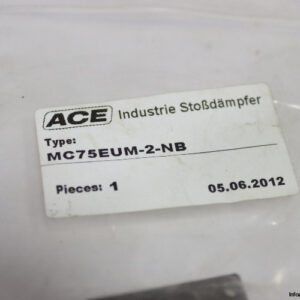 ACE Industrie Stoßdämpfer
Type:
MC75EUM-2-NB
Pieces: 1 05.06.2012